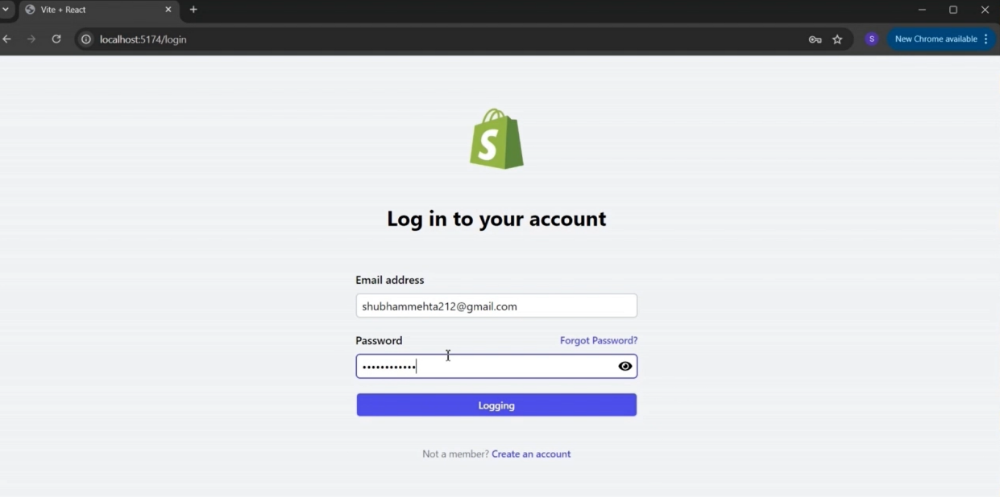 Vite + React
localhost:5174/login
S
New Chrome available
S
Log in to your account
Email address
shubhammehta212@gmail.com
Password Forgot Password?
••••••••••••
Logging
Not a member? Create an account